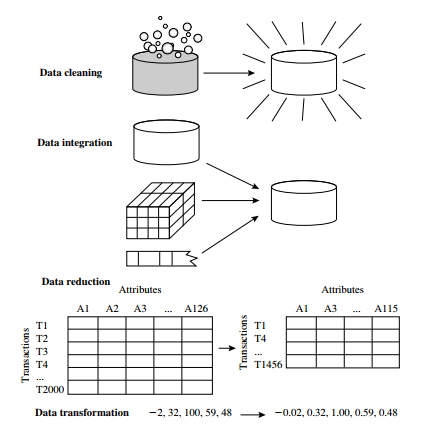 Data cleaning
Data integration
Data reduction
Attributes
A1 A2 A3 ... A126
Transactions
T1
T2
T3
T4
...
T2000
Attributes
A1 A3 ... A115
Transactions
T1
T4
...
T1456
Data transformation −2, 32, 100, 59, 48 −0.02, 0.32, 1.00, 0.59, 0.48